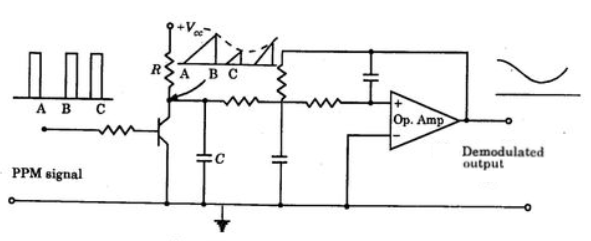 +Vcc
R
A B C
A B C
+
Op. Amp
−
C
PPM signal
Demodulated
output